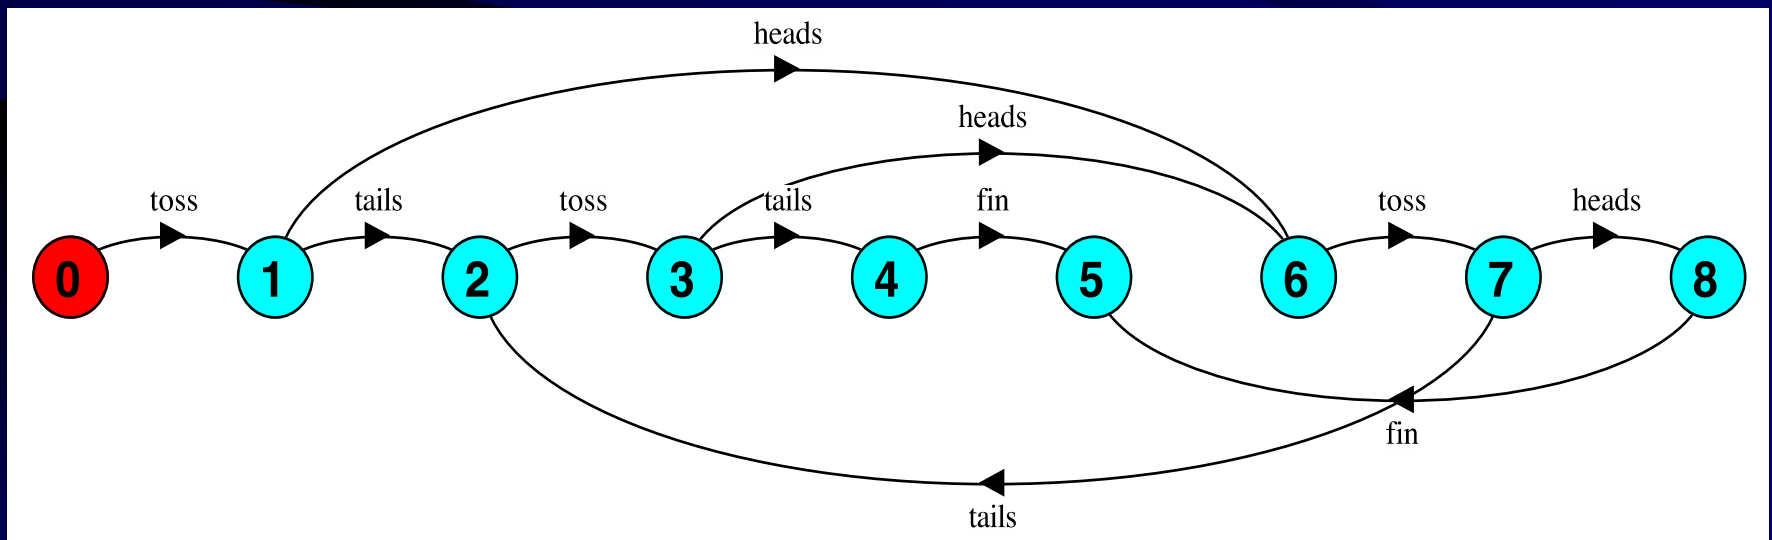 heads
heads
toss tails toss tails fin toss heads
0 1 2 3 4 5 6 7 8
fin
tails